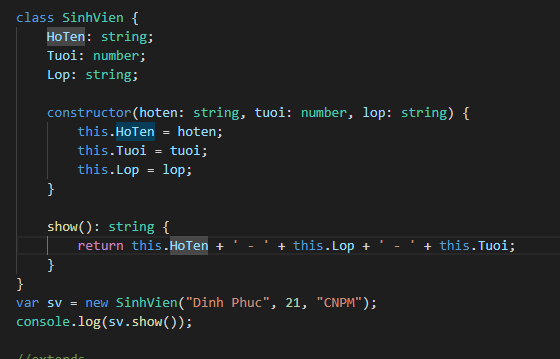 class SinhVien {
    HoTen: string;
    Tuoi: number;
    Lop: string;

    constructor(hoten: string, tuoi: number, lop: string) {
        this.HoTen = hoten;
        this.Tuoi = tuoi;
        this.Lop = lop;
    }

    show(): string {
        return this.HoTen + ' - ' + this.Lop + ' - ' + this.Tuoi;
    }
}
var sv = new SinhVien("Dinh Phuc", 21, "CNPM");
console.log(sv.show());

//extends